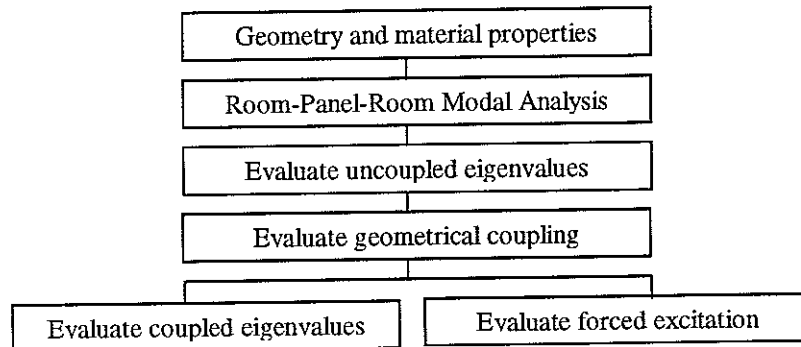 Geometry and material properties
Room-Panel-Room Modal Analysis
Evaluate uncoupled eigenvalues
Evaluate geometrical coupling
Evaluate coupled eigenvalues
Evaluate forced excitation